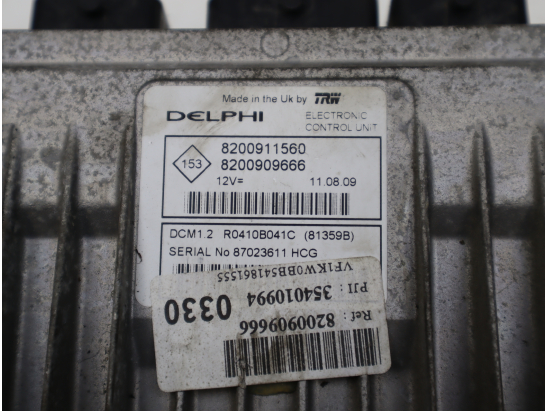 Made in the Uk by TRW
DELPHI
ELECTRONIC
CONTROL UNIT
153
8200911560
8200909666
12V=
11.08.09
DCM1.2 R0410B041C (81359B)
SERIAL No 87023611 HCG
Ref : 8200909666
PJI : 354010994
0330
VF1KW0BB541861555